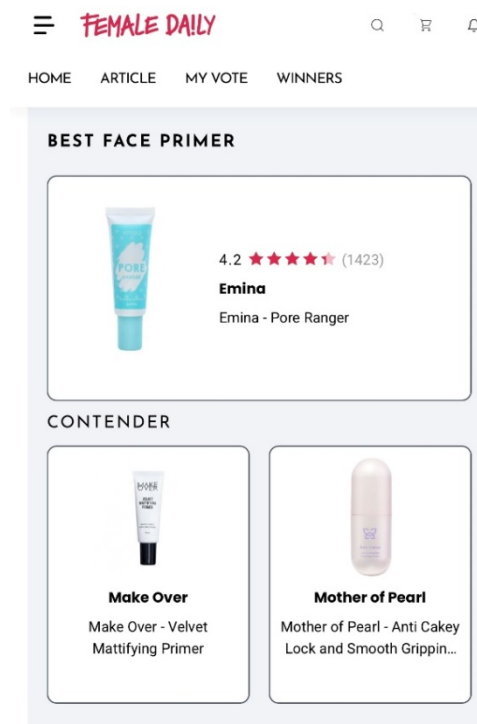 FEMALE DAILY
HOME ARTICLE MY VOTE WINNERS
BEST FACE PRIMER
PORE
4.2 (1423)
Emina
Emina - Pore Ranger
CONTENDER
MAKE
OVER
Make Over
Make Over - Velvet
Mattifying Primer
Mother of Pearl
Mother of Pearl - Anti Cakey
Lock and Smooth Grippin...